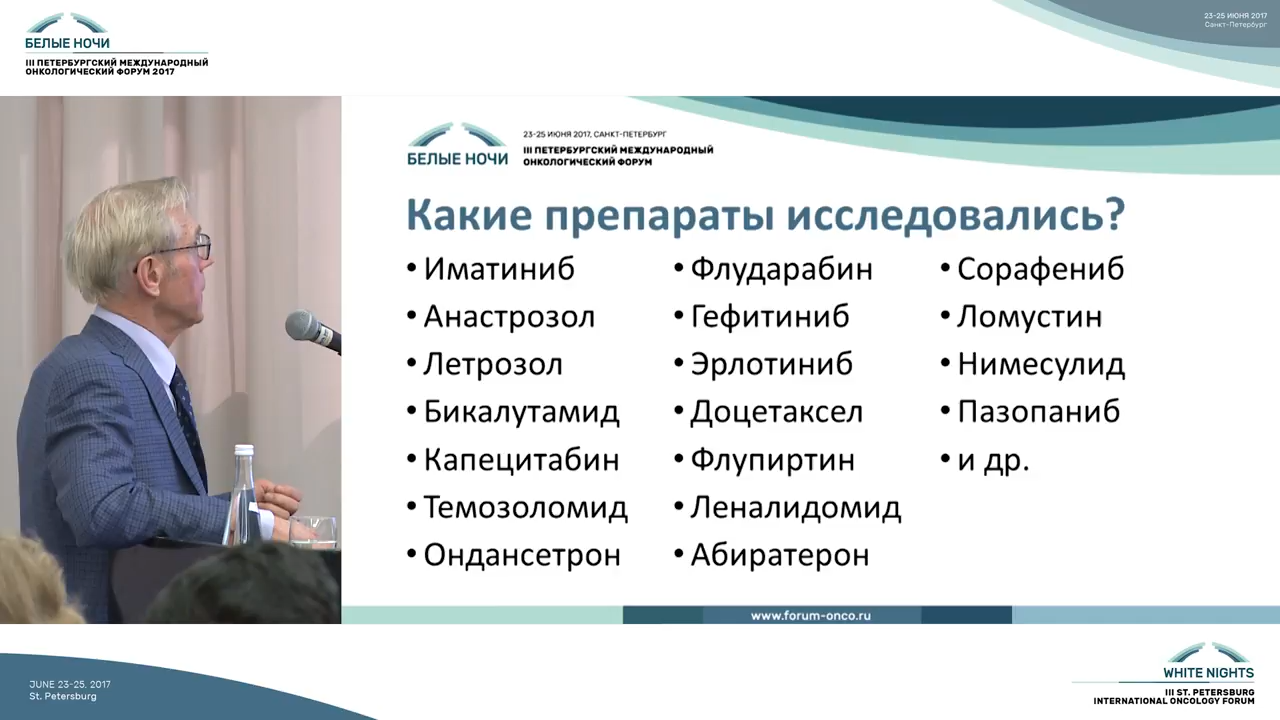 БЕЛЫЕ НОЧИ
III ПЕТЕРБУРГСКИЙ МЕЖДУНАРОДНЫЙ
ОНКОЛОГИЧЕСКИЙ ФОРУМ 2017
23-25 ИЮНЯ 2017
Санкт-Петербург
БЕЛЫЕ НОЧИ
23-25 ИЮНЯ 2017, САНКТ-ПЕТЕРБУРГ
III ПЕТЕРБУРГСКИЙ МЕЖДУНАРОДНЫЙ
ОНКОЛОГИЧЕСКИЙ ФОРУМ
Какие препараты исследовались?
• Иматиниб
• Анастрозол
• Летрозол
• Бикалутамид
• Капецитабин
• Темозоломид
• Ондансетрон
• Флударабин
• Гефитиниб
• Эрлотиниб
• Доцетаксел
• Флупиртин
• Леналидомид
• Абиратерон
• Сорафениб
• Ломустин
• Нимесулид
• Пазопаниб
• и др.
www.forum-onco.ru
JUNE 23-25, 2017
St. Petersburg
WHITE NIGHTS
III ST. PETERSBURG
INTERNATIONAL ONCOLOGY FORUM